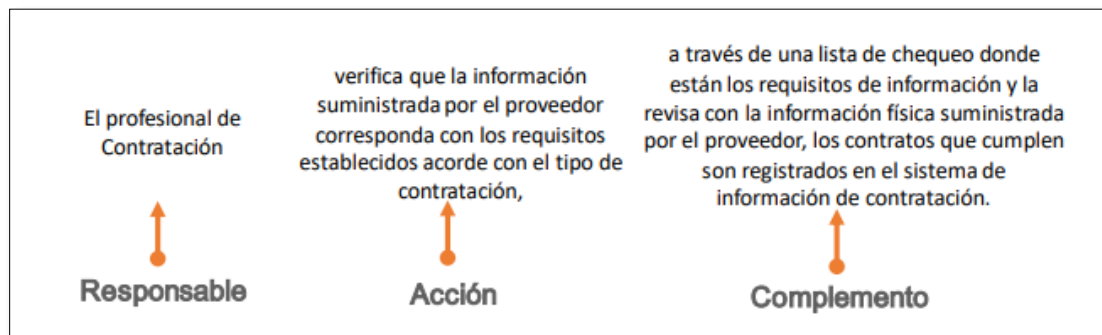 El profesional de
Contratación
verifica que la información
suministrada por el proveedor
corresponda con los requisitos
establecidos acorde con el tipo de
contratación,
a través de una lista de chequeo donde
están los requisitos de información y la
revisa con la información física suministrada
por el proveedor, los contratos que cumplen
son registrados en el sistema de
información de contratación.
Responsable
Acción
Complemento